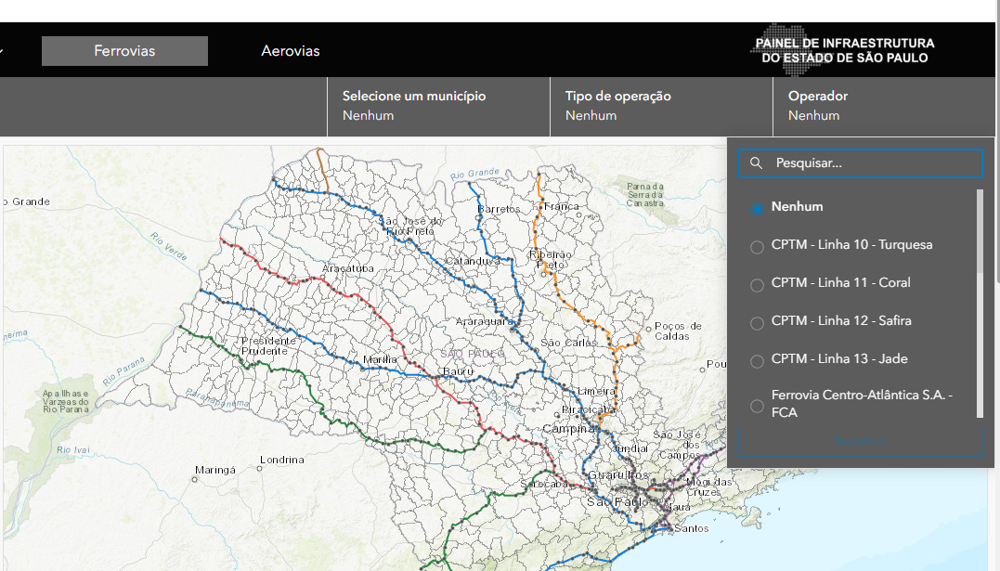 Ferrovias
Aerovias
PAINEL DE INFRAESTRUTURA
DO ESTADO DE SÃO PAULO
Selecione um município
Nenhum
Tipo de operação
Nenhum
Operador
Nenhum
Pesquisar...
Nenhum
CPTM - Linha 10 - Turquesa
CPTM - Linha 11 - Coral
CPTM - Linha 12 - Safira
CPTM - Linha 13 - Jade
Ferrovia Centro-Atlântica S.A. -
FCA
Rio Grande
Parna da
Serra da
Canastra
o Grande
Barretos
Franca
São José do
Rio Preto
Rio Verde
Catanduva
Ribeirão
Preto
Araçatuba
Araraquara
Poços de
Caldas
São Carlos
Presidente
Prudente
SÃO PAULO
Marília
Bauru
Pou
Rio Paraná
Limeira
Apa Ilhas e
Várzeas do
Rio Paraná
Paranapanema
Piracicaba
Campina
São José
dos
Campos
Jundiaí
Rio Ivaí
Londrina
Maringá
Guarulhos
Sorocaba
Mogi das
Cruzes
São Paulo
Mauá
Santos